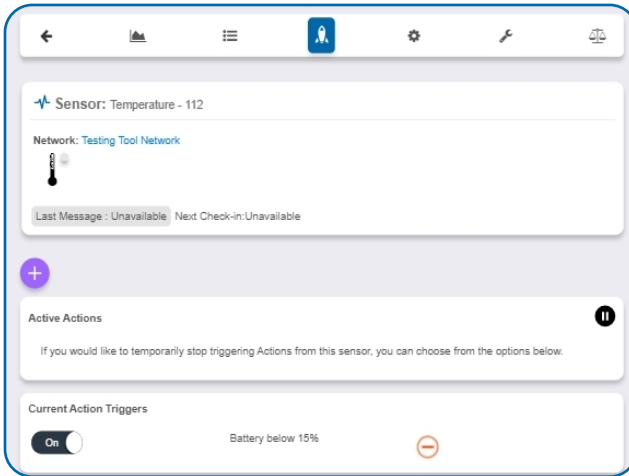 Sensor: Temperature - 112
Network: Testing Tool Network
Last Message : Unavailable Next Check-in:Unavailable
Active Actions
If you would like to temporarily stop triggering Actions from this sensor, you can choose from the options below.
Current Action Triggers
On Battery below 15%